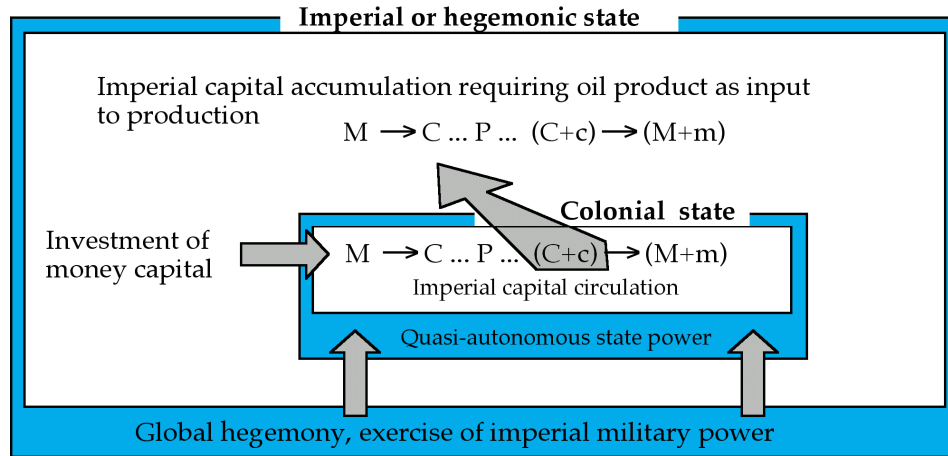 Imperial or hegemonic state
Imperial capital accumulation requiring oil product as input
to production
M → C ... P ... (C+c) → (M+m)
Colonial state
Investment of
money capital
M → C ... P ... (C+c) → (M+m)
Imperial capital circulation
Quasi-autonomous state power
Global hegemony, exercise of imperial military power